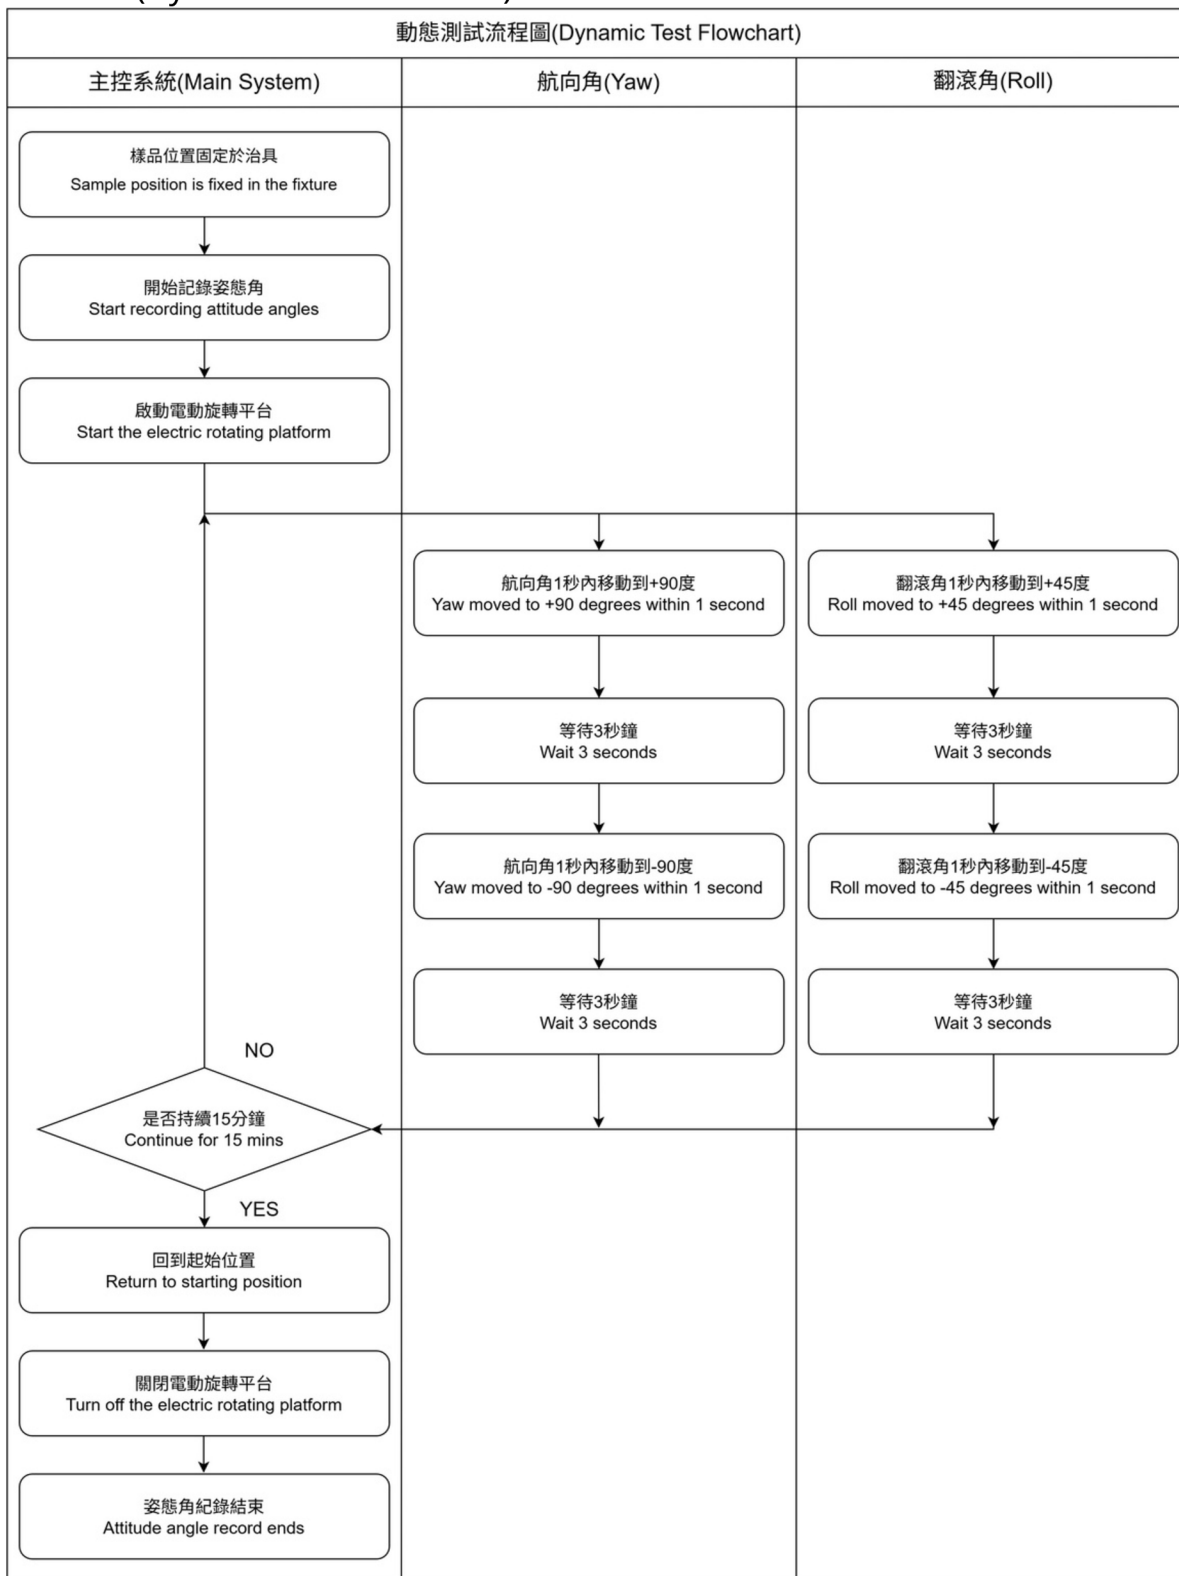 動態測試流程圖(Dynamic Test Flowchart)
主控系統(Main System)
航向角(Yaw)
翻滾角(Roll)
樣品位置固定於治具
Sample position is fixed in the fixture
開始記錄姿態角
Start recording attitude angles
啟動電動旋轉平台
Start the electric rotating platform
航向角1秒內移動到+90度
Yaw moved to +90 degrees within 1 second
翻滾角1秒內移動到+45度
Roll moved to +45 degrees within 1 second
等待3秒鐘
Wait 3 seconds
等待3秒鐘
Wait 3 seconds
航向角1秒內移動到-90度
Yaw moved to -90 degrees within 1 second
翻滾角1秒內移動到-45度
Roll moved to -45 degrees within 1 second
等待3秒鐘
Wait 3 seconds
等待3秒鐘
Wait 3 seconds
NO
是否持續15分鐘
Continue for 15 mins
YES
回到起始位置
Return to starting position
關閉電動旋轉平台
Turn off the electric rotating platform
姿態角紀錄結束
Attitude angle record ends